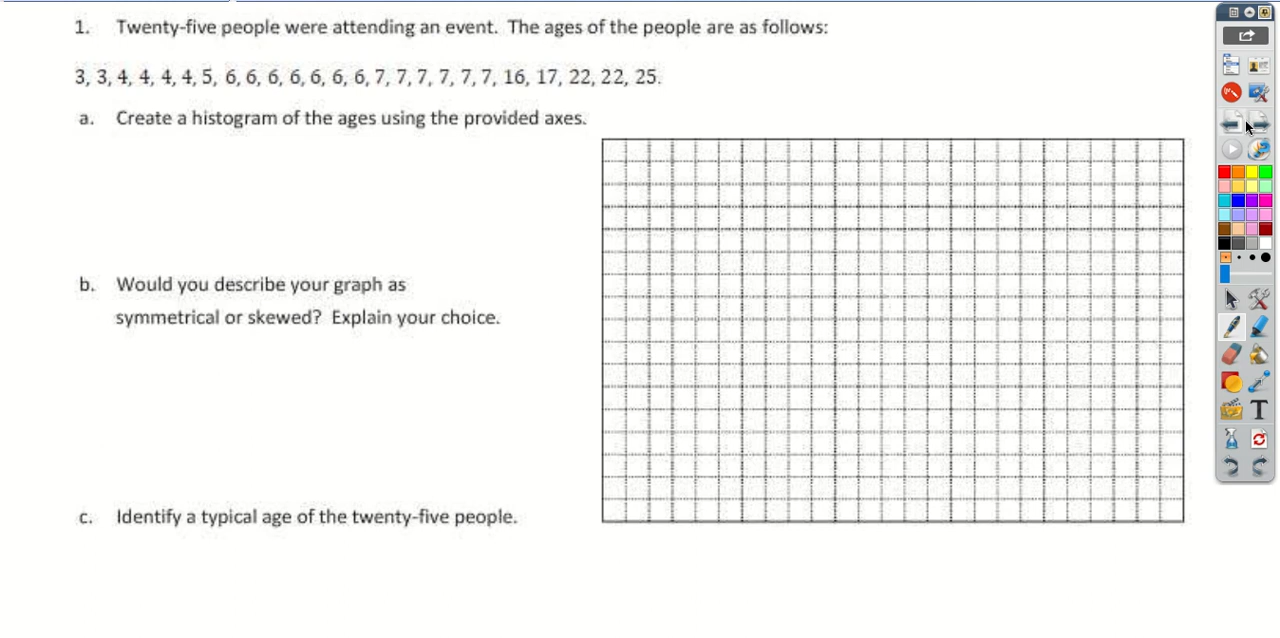 1. Twenty-five people were attending an event. The ages of the people are as follows:
3, 3, 4, 4, 4, 4, 5, 6, 6, 6, 6, 6, 6, 6, 7, 7, 7, 7, 7, 7, 16, 17, 22, 22, 25.
a. Create a histogram of the ages using the provided axes.
b. Would you describe your graph as
symmetrical or skewed? Explain your choice.
c. Identify a typical age of the twenty-five people.
T